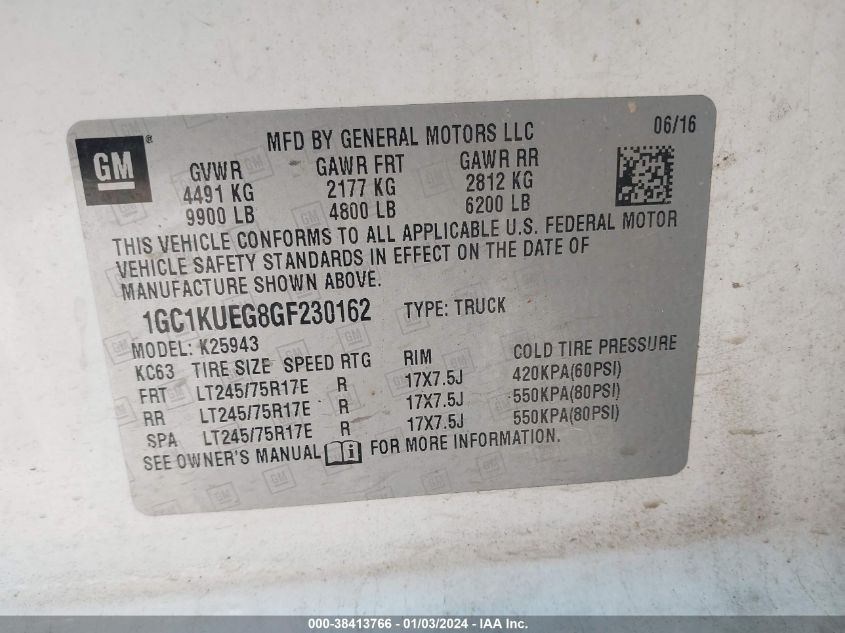 GM ®
MFD BY GENERAL MOTORS LLC 06/16
GVWR GAWR FRT GAWR RR
4491 KG 2177 KG 2812 KG
9900 LB 4800 LB 6200 LB
THIS VEHICLE CONFORMS TO ALL APPLICABLE U.S. FEDERAL MOTOR
VEHICLE SAFETY STANDARDS IN EFFECT ON THE DATE OF
MANUFACTURE SHOWN ABOVE.
1GC1KUEG8GF230162 TYPE: TRUCK
MODEL: K25943
KC63 TIRE SIZE SPEED RTG RIM COLD TIRE PRESSURE
FRT LT245/75R17E R 17X7.5J 420KPA(60PSI)
RR LT245/75R17E R 17X7.5J 550KPA(80PSI)
SPA LT245/75R17E R 17X7.5J 550KPA(80PSI)
SEE OWNER'S MANUAL i FOR MORE INFORMATION.
000-38413766 - 01/03/2024 - IAA Inc.